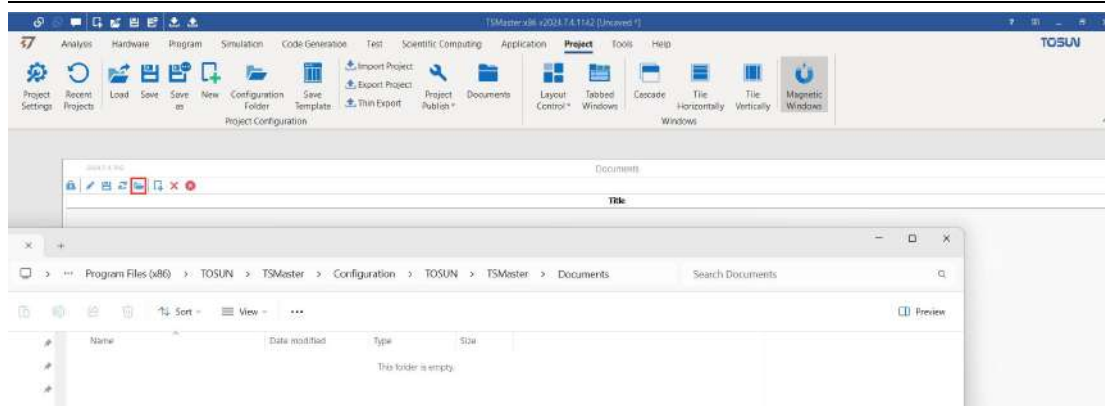 TSMaster x86 v2024.7.4.1142 [Unsaved *]
Analysis Hardware Program Simulation Code Generation Test Scientific Computing Application Project Tools Help
TOSUN
Project Settings
Recent Projects
Load
Save
Save as
New
Configuration Folder
Save Template
Import Project
Export Project
Thin Export
Project Publish
Documents
Layout Control
Tabbed Windows
Cascade
Tile Horizontally
Tile Vertically
Magnetic Windows
Project Configuration
Windows
Documents
Title
Program Files (x86) > TOSUN > TSMaster > Configuration > TOSUN > TSMaster > Documents
Search Documents
Sort
View
Preview
Name Date modified Type Size
This folder is empty.